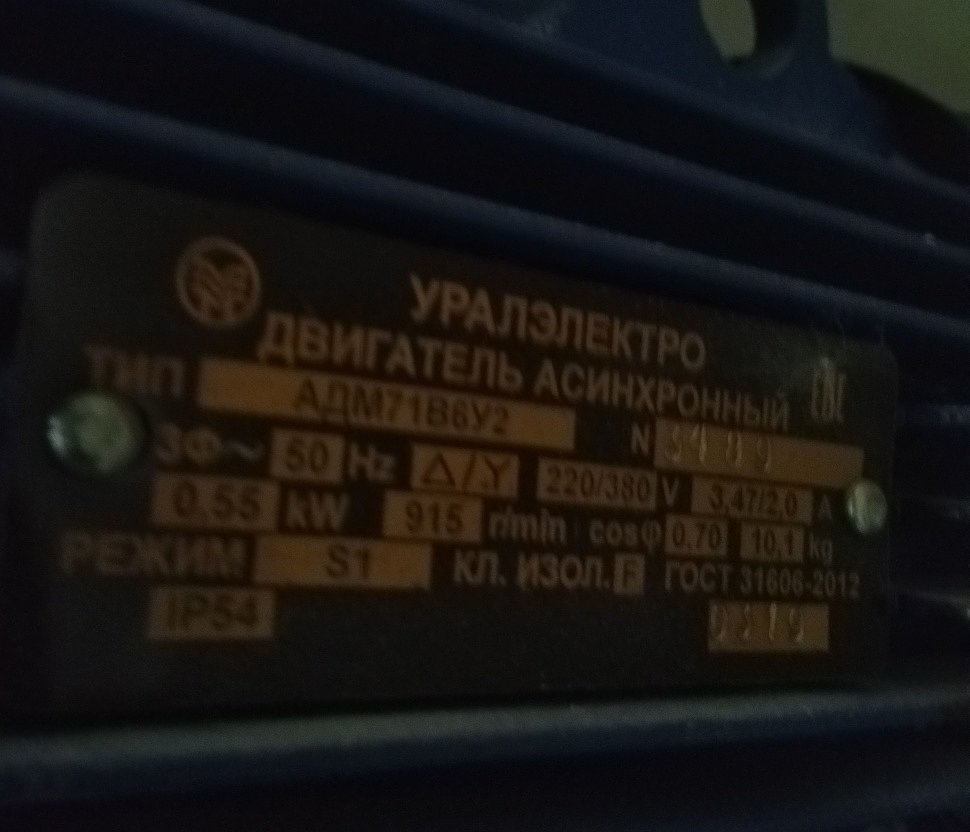 УРАЛЭЛЕКТРО
ДВИГАТЕЛЬ АСИНХРОННЫЙ EAC
ТИП АДМ71В6У2 N
3Ф~ 50 Hz Δ/Y 220/380 V 3,47/2,0 A
0,55 kW 915 r/min cosφ 0,70 10,1 kg
РЕЖИМ S1 КЛ. ИЗОЛ. F ГОСТ 31606-2012
IP54